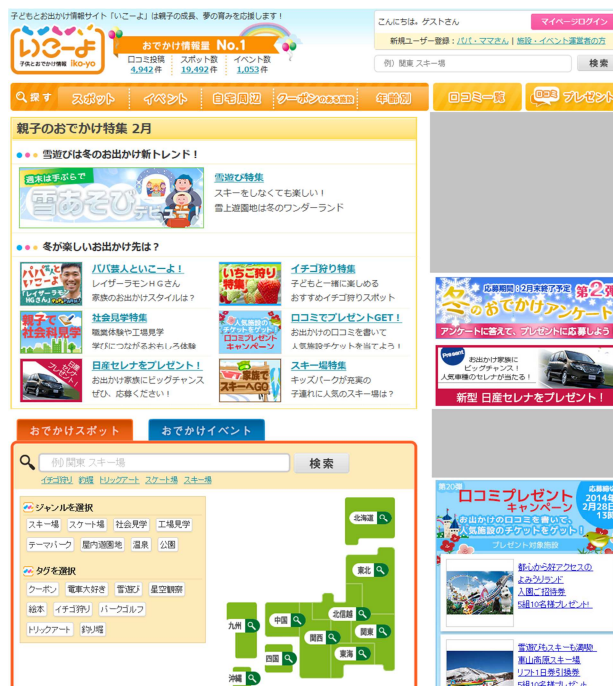 子どもとお出かけ情報サイト「いこーよ」は親子の成長、夢の育みを応援します！
いこーよ
子供とおでかけ情報 iko-yo
おでかけ情報量 No.1
口コミ投稿 スポット数 イベント数
4,942件 19,492件 1,053件
こんにちは。ゲストさん
マイページログイン
新規ユーザー登録：パパ・ママさん | 施設・イベント運営者の方
例）関東 スキー場
検索
探す
スポット
イベント
自宅周辺
クーポンのある施設
年齢別
口コミ一覧
口コミ プレゼント
親子のおでかけ特集 2月
雪遊びは冬のお出かけ新トレンド！
週末は手ぶらで
雪あそびデビュー
雪遊び特集
スキーをしなくても楽しい！
雪上遊園地は冬のワンダーランド
冬が楽しいお出かけ先は？
パパ芸人といこーよ！
レイザーラモンＨＧさん
家族のおでかけスタイルは？
いちご狩り特集
イチゴ狩り特集
子どもと一緒に楽しめる
おすすめイチゴ狩りスポット
親子で社会科見学
社会見学特集
職業体験や工場見学
学びにつながるおもしろ体験
口コミでプレゼントGET！
お出かけの口コミを書いて
人気施設チケットを当てよう！
日産セレナをプレゼント！
お出かけ家族にビッグチャンス
ぜひ、応募ください！
家族でスキーへGO
スキー場特集
キッズパークが充実の
子連れに人気のスキー場は？
応募期間：2月末終了予定 第2弾
冬のおでかけアンケート
アンケートに答えて、プレゼントに応募しよう
Present
お出かけ家族に
ビッグチャンス！
人気車種のセレナが当たる！
新型 日産セレナをプレゼント！
おでかけスポット
おでかけイベント
例）関東 スキー場
検索
イチゴ狩り 釣堀 トリックアート スケート場 スキー場
ジャンルを選択
スキー場 スケート場 社会見学 工場見学
テーマパーク 屋内遊園地 温泉 公園
タグを選択
クーポン 電車大好き 雪遊び 星空観察
絵本 イチゴ狩り パークゴルフ
トリックアート 釣り堀
北海道
東北
北信越
関東
中国
関西
東海
九州
四国
沖縄
第20弾
口コミプレゼント
キャンペーン
応募締切
2014年
2月28日
13時
お出かけの口コミを書いて、
人気施設のチケットをゲット！
プレゼント対象施設
都心から好アクセスの
よみうりランド
入園ご招待券
5組10名様プレゼント！
雪遊びもスキーも満喫！
車山高原スキー場
リフト1日券引換券
5組10名様プレゼント